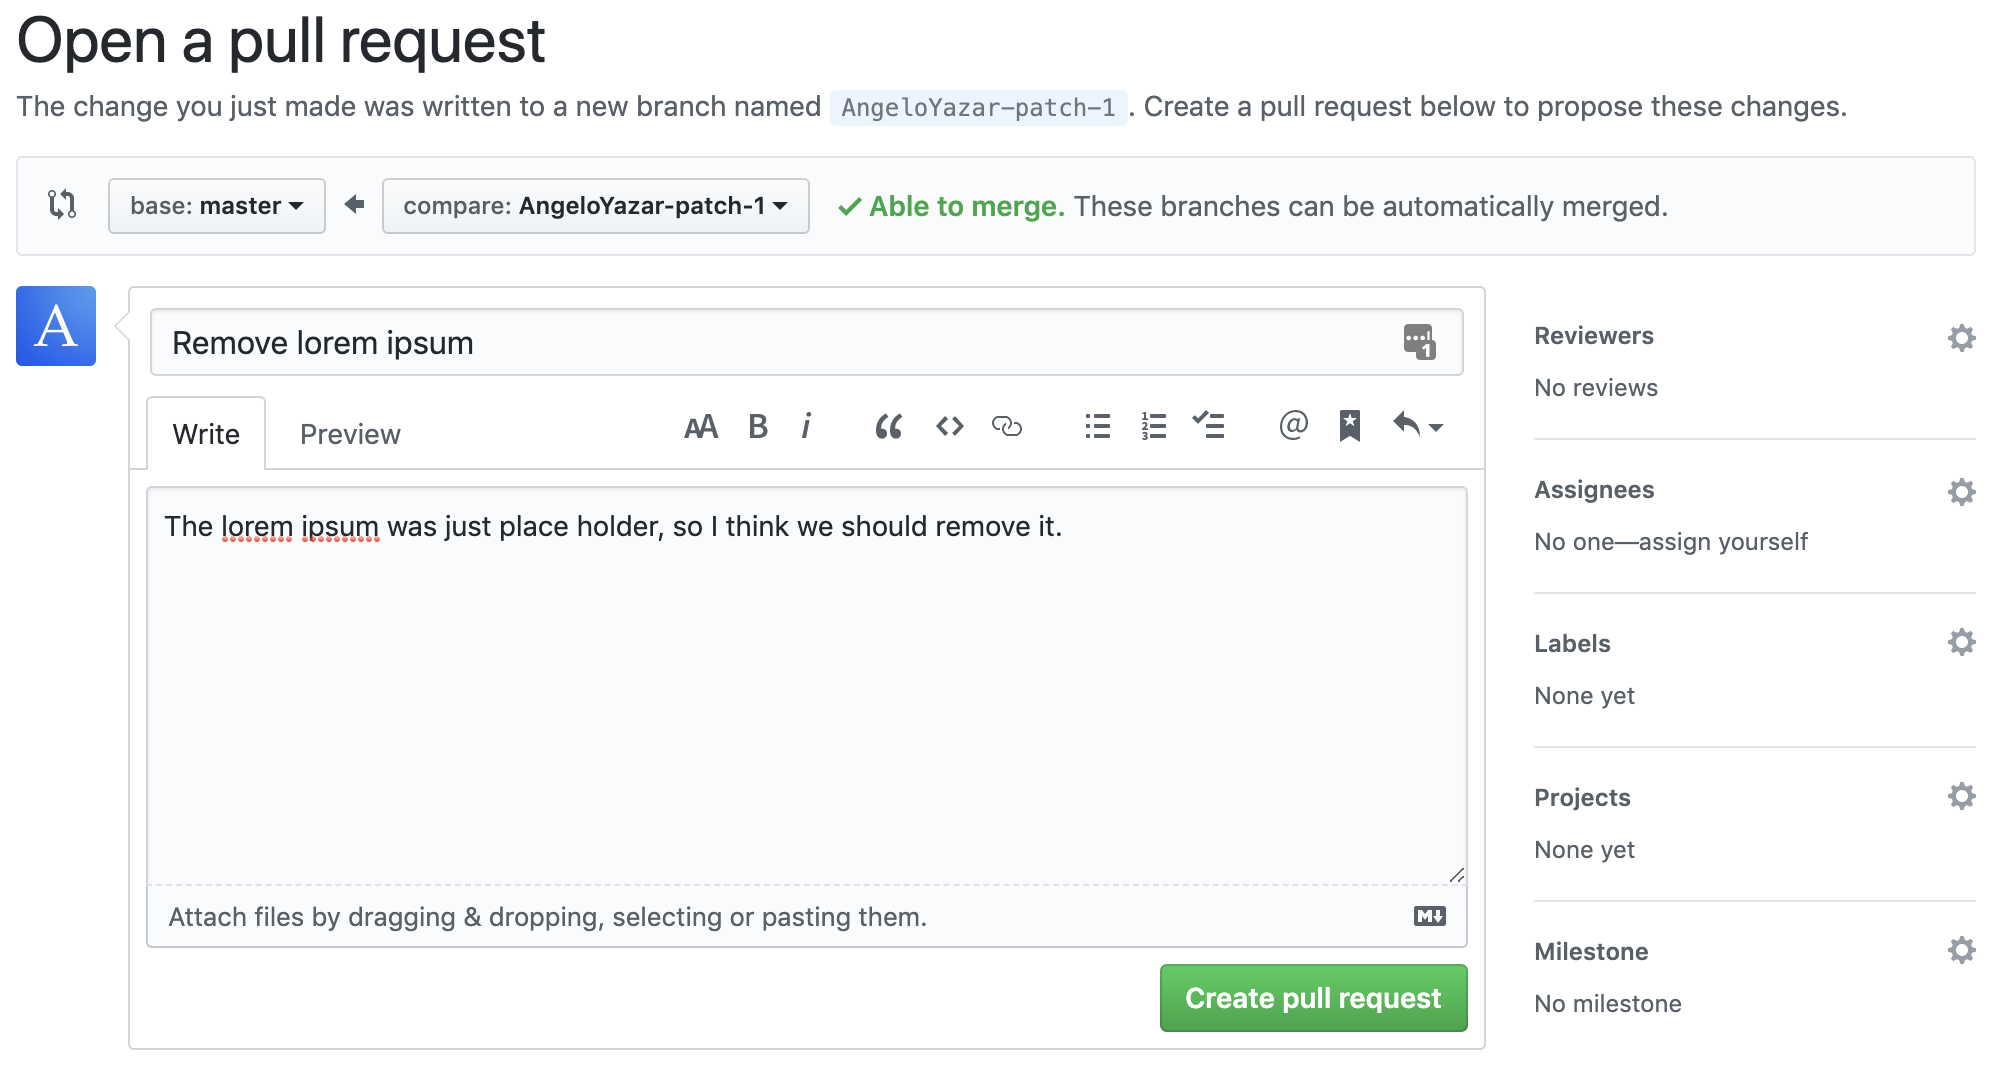 Open a pull request
The change you just made was written to a new branch named AngeloYazar-patch-1. Create a pull request below to propose these changes.
base: master compare: AngeloYazar-patch-1 Able to merge. These branches can be automatically merged.
A
Remove lorem ipsum
1
Write Preview AA B i “ <> @
The lorem ipsum was just place holder, so I think we should remove it.
Attach files by dragging & dropping, selecting or pasting them.
M
Create pull request
Reviewers
No reviews
Assignees
No one—assign yourself
Labels
None yet
Projects
None yet
Milestone
No milestone